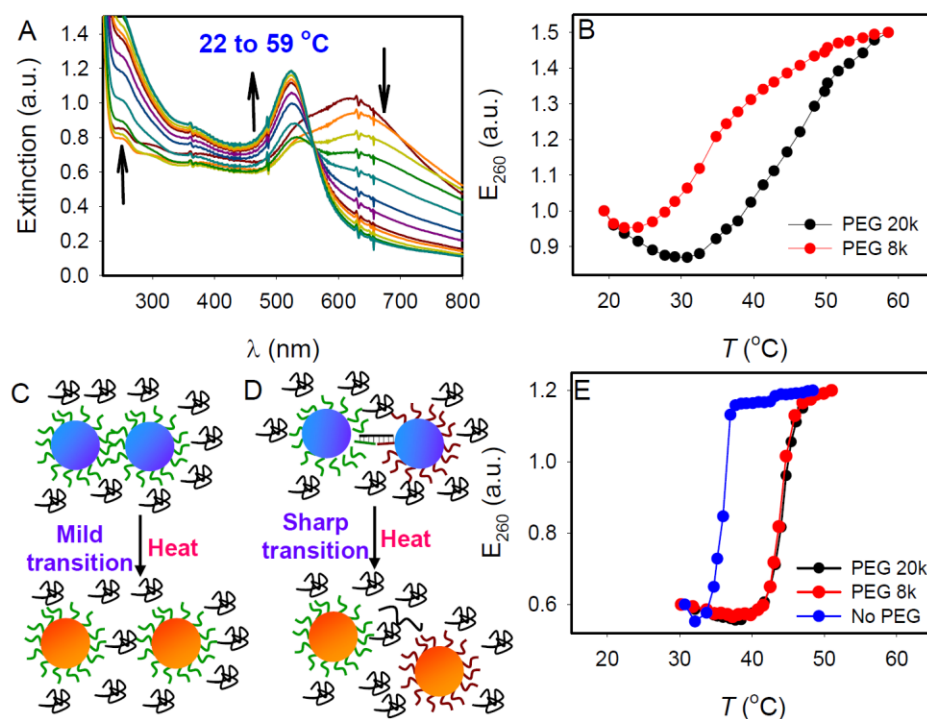 A
22 to 59 °C
Extinction (a.u.)
1.4
1.2
1.0
0.8
0.6
0.4
0.2
0.0
300 400 500 600 700 800
λ (nm)
B
E260 (a.u.)
1.5
1.4
1.3
1.2
1.1
1.0
0.9
PEG 20k
PEG 8k
10 20 30 40 50 60
T (°C)
C
Mild
transition
Heat
D
Sharp
transition
Heat
E
E260 (a.u.)
1.2
1.0
0.8
0.6
PEG 20k
PEG 8k
No PEG
20 30 40 50 60
T (°C)